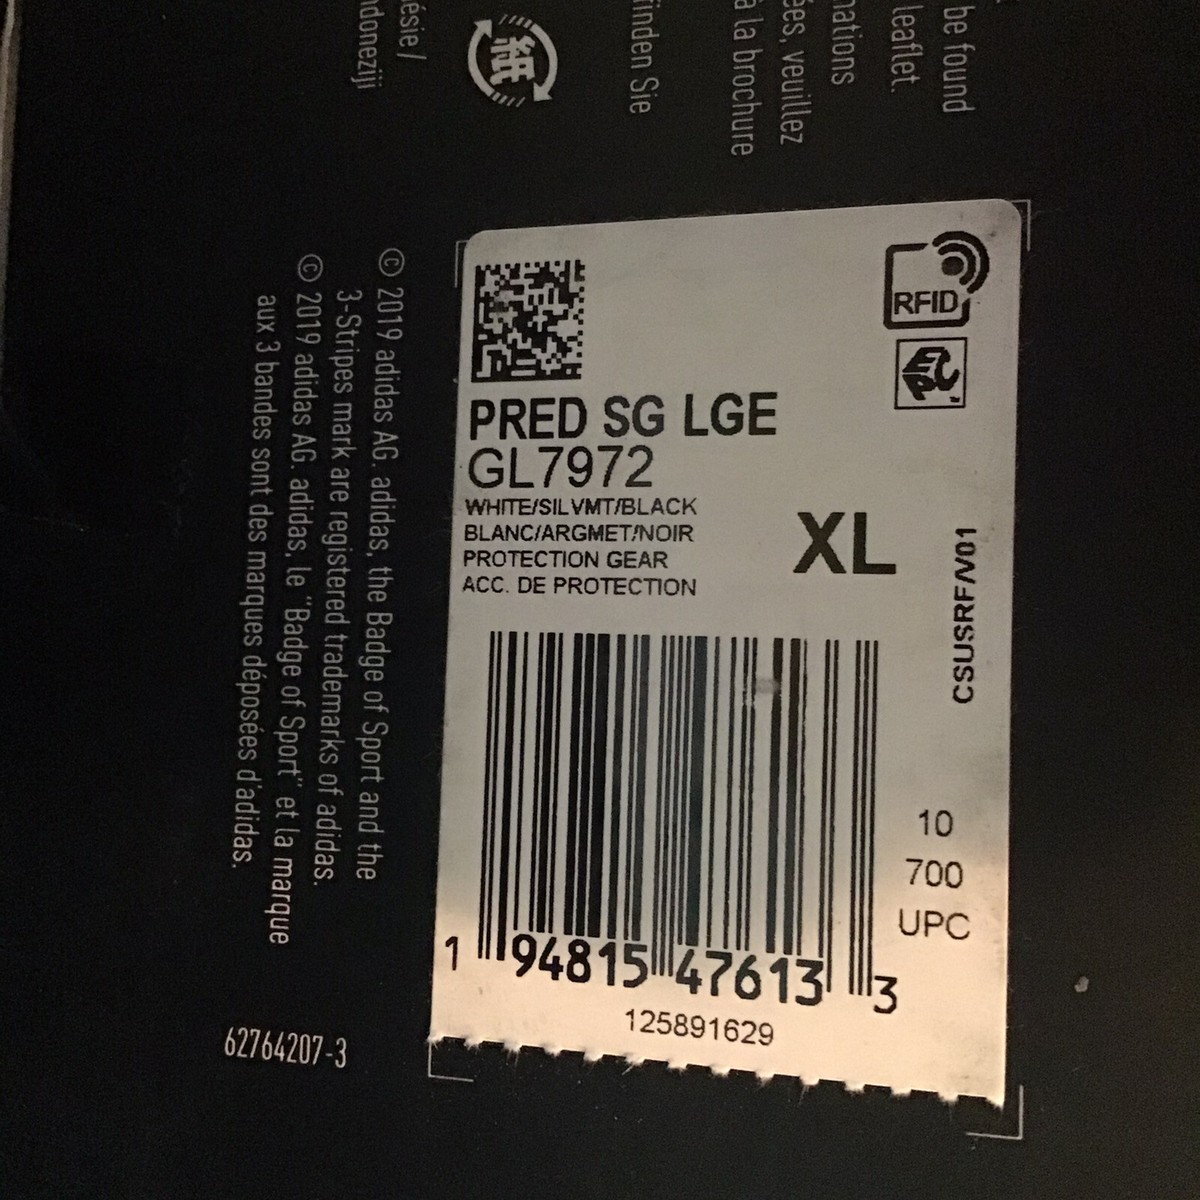 be found
leaflet.
mations
ées, veuillez
à la brochure
finden Sie
紙
ésie /
ndoneziji
RFID
EPC
PRED SG LGE
GL7972
WHITE/SILVMT/BLACK
BLANC/ARGMET/NOIR
PROTECTION GEAR
ACC. DE PROTECTION
XL
CSUSRF/V01
10
700
UPC
1 94815 47613 3
125891629
© 2019 adidas AG. adidas, the Badge of Sport and the
3-Stripes mark are registered trademarks of adidas.
© 2019 adidas AG. adidas, le "Badge of Sport" et la marque
aux 3 bandes sont des marques déposées d'adidas.
62764207-3